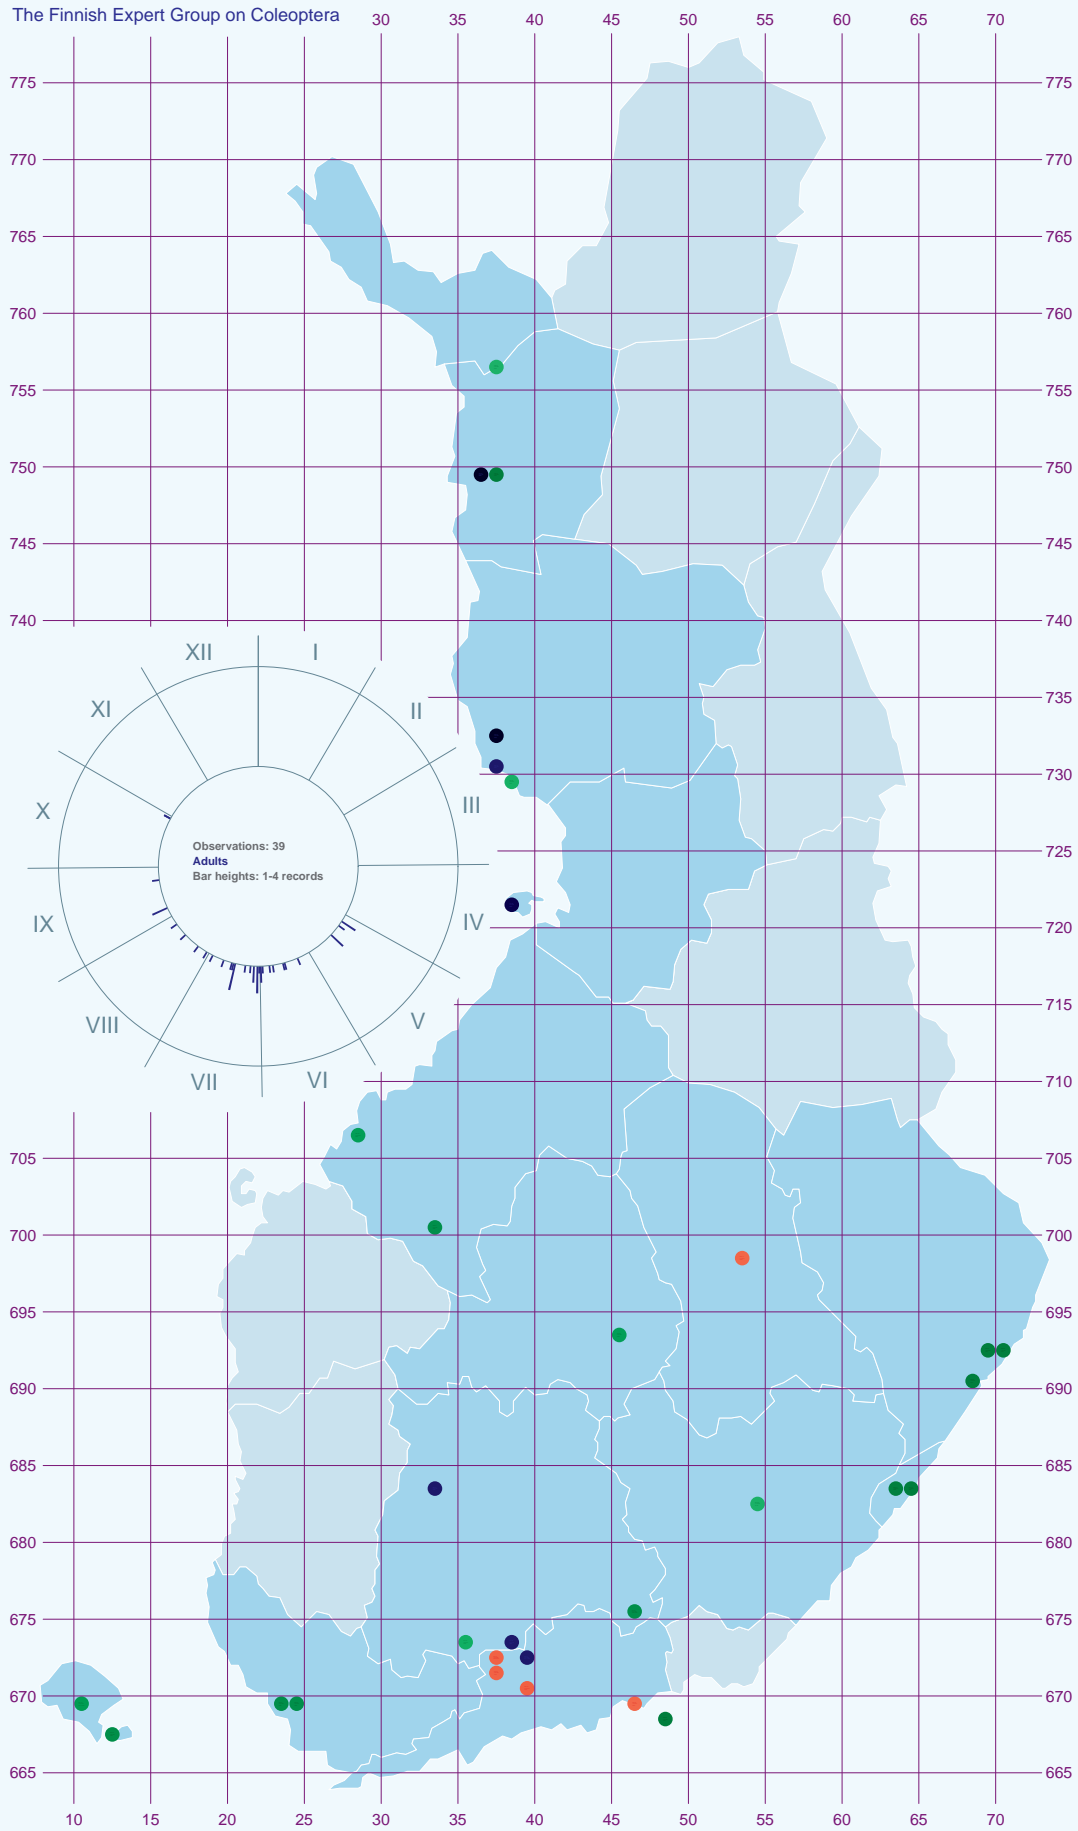 The Finnish Expert Group on Coleoptera 30 35 40 45 50 55 60 65 70
775 775
770 770
765 765
760 760
755 755
750 750
745 745
740 740
XII I
XI II
735
730
X III
Observations: 39
Adults
Bar heights: 1-4 records
725
IX IV 720
715
VIII V
VII VI 710
705 705
700 700
695 695
690 690
685 685
680 680
675 675
670 670
665 665
10 15 20 25 30 35 40 45 50 55 60 65 70